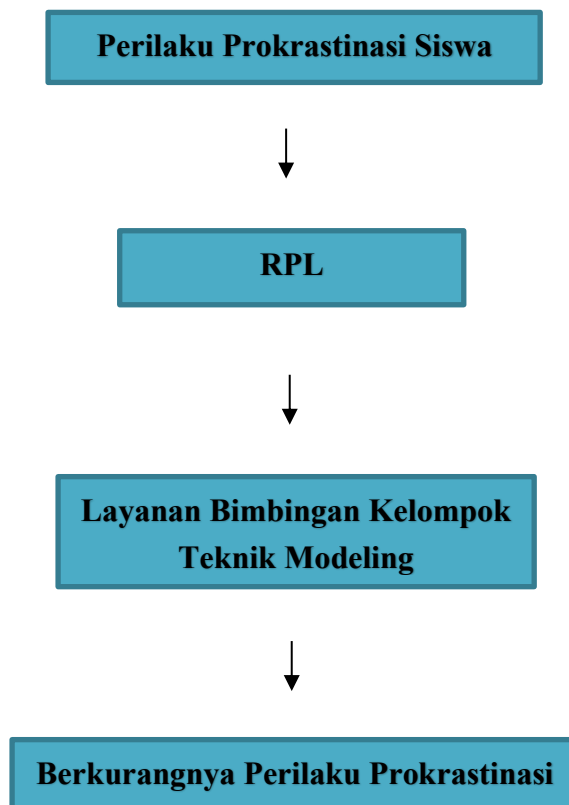 Perilaku Prokrastinasi Siswa
RPL
Layanan Bimbingan Kelompok
Teknik Modeling
Berkurangnya Perilaku Prokrastinasi